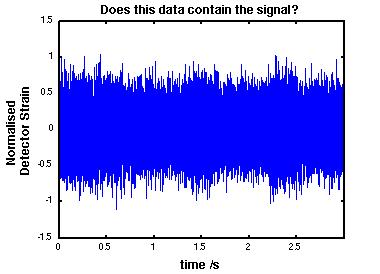 Does this data contain the signal?
1.5
1
0.5
0
-0.5
-1
-1.5
Normalised
Detector Strain
0 0.5 1 1.5 2 2.5
time /s